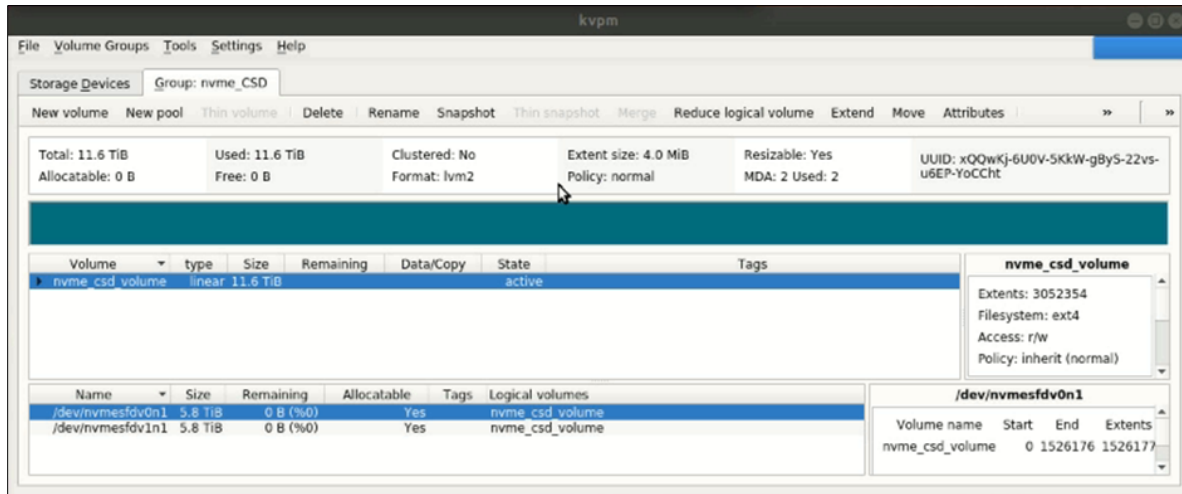 kvpm
File Volume Groups Tools Settings Help
Storage Devices Group: nvme_CSD
New volume New pool Thin volume Delete Rename Snapshot Thin snapshot Merge Reduce logical volume Extend Move Attributes » »
Total: 11.6 TiB Used: 11.6 TiB Clustered: No Extent size: 4.0 MiB Resizable: Yes UUID: xQQwKj-6U0V-5KkW-gByS-22vs-
Allocatable: 0 B Free: 0 B Format: lvm2 Policy: normal MDA: 2 Used: 2 u6EP-YoCCht
Volume type Size Remaining Data/Copy State Tags nvme_csd_volume
nvme_csd_volume linear 11.6 TiB active
Extents: 3052354
Filesystem: ext4
Access: r/w
Policy: inherit (normal)
Name Size Remaining Allocatable Tags Logical volumes /dev/nvmesfdv0n1
/dev/nvmesfdv0n1 5.8 TiB 0 B (%0) Yes nvme_csd_volume
/dev/nvmesfdv1n1 5.8 TiB 0 B (%0) Yes nvme_csd_volume
Volume name Start End Extents
nvme_csd_volume 0 1526176 1526177